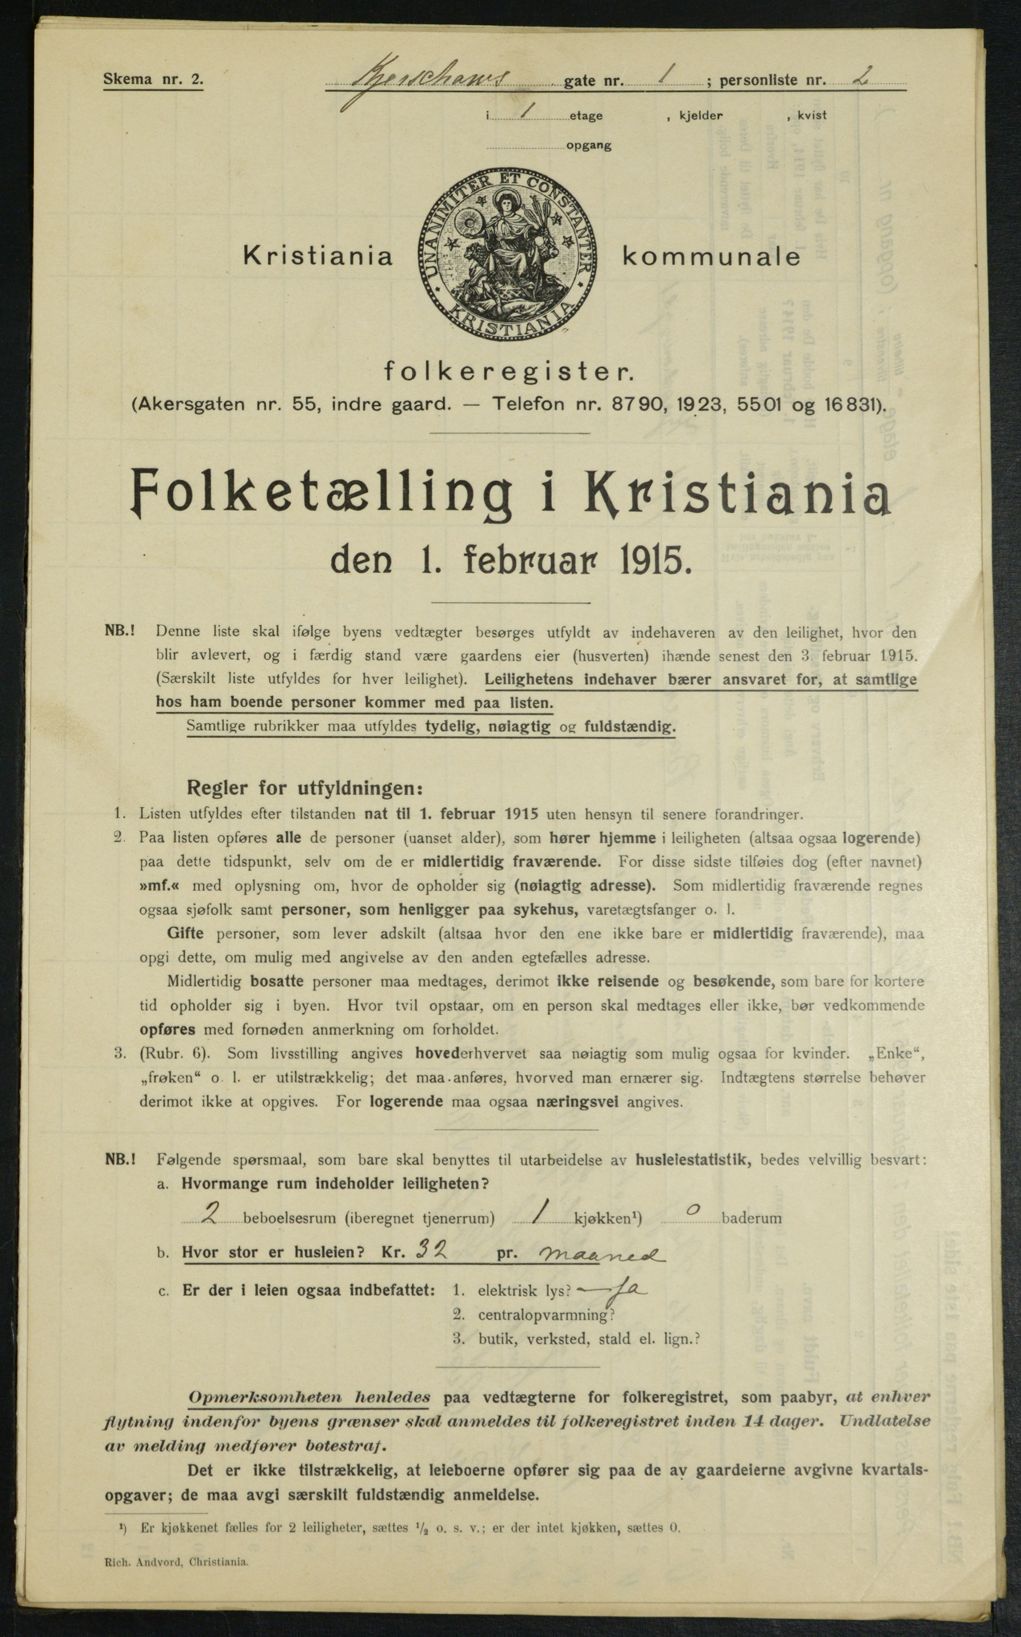 Skema nr. 2.
Kjerschows gate nr. 1 ; personliste nr. 2
i 1 etage , kjelder , kvist
opgang
UNANIMITER ET CONSTANTER
KRISTIANIA
Kristiania kommunale
folkeregister.
(Akersgaten nr. 55, indre gaard. — Telefon nr. 8790, 1923, 5501 og 16831).
Folketælling i Kristiania
den 1. februar 1915.
NB.! Denne liste skal ifølge byens vedtægter besørges utfyldt av indehaveren av den leilighet, hvor den
blir avlevert, og i færdig stand være gaardens eier (husverten) ihænde senest den 3. februar 1915.
(Særskilt liste utfyldes for hver leilighet). Leilighetens indehaver bærer ansvaret for, at samtlige
hos ham boende personer kommer med paa listen.
Samtlige rubrikker maa utfyldes tydelig, nøiagtig og fuldstændig.
Regler for utfyldningen:
1. Listen utfyldes efter tilstanden nat til 1. februar 1915 uten hensyn til senere forandringer.
2. Paa listen opføres alle de personer (uanset alder), som hører hjemme i leiligheten (altsaa ogsaa logerende)
paa dette tidspunkt, selv om de er midlertidig fraværende. For disse sidste tilføies dog (efter navnet)
»mf.« med oplysning om, hvor de opholder sig (nøiagtig adresse). Som midlertidig fraværende regnes
ogsaa sjøfolk samt personer, som henligger paa sykehus, varetægtsfanger o. l.
Gifte personer, som lever adskilt (altsaa hvor den ene ikke bare er midlertidig fraværende), maa
opgi dette, om mulig med angivelse av den anden egtefælles adresse.
Midlertidig bosatte personer maa medtages, derimot ikke reisende og besøkende, som bare for kortere
tid opholder sig i byen. Hvor tvil opstaar, om en person skal medtages eller ikke, bør vedkommende
opføres med fornøden anmerkning om forholdet.
3. (Rubr. 6). Som livsstilling angives hovederhvervet saa nøiagtig som mulig ogsaa for kvinder. „Enke“,
„frøken“ o. l. er utilstrækkelig; det maa anføres, hvorved man ernærer sig. Indtægtens størrelse behøver
derimot ikke at opgives. For logerende maa ogsaa næringsvei angives.
NB.! Følgende spørsmaal, som bare skal benyttes til utarbeidelse av husleiestatistik, bedes velvillig besvart:
a. Hvormange rum indeholder leiligheten?
2 beboelsesrum (iberegnet tjenerrum) 1 kjøkken¹) 0 baderum
b. Hvor stor er husleien? Kr. 32 pr. maaned
c. Er der i leien ogsaa indbefattet: 1. elektrisk lys? — ja
2. centralopvarmning?
3. butik, verksted, stald el. lign.?
Opmerksomheten henledes paa vedtægterne for folkeregistret, som paabyr, at enhver
flytning indenfor byens grænser skal anmeldes til folkeregistret inden 14 dager. Undlatelse
av melding medfører bøtestraf.
Det er ikke tilstrækkelig, at leieboerne opfører sig paa de av gaardeierne avgivne kvartals-
opgaver; de maa avgi særskilt fuldstændig anmeldelse.
¹) Er kjøkkenet fælles for 2 leiligheter, sættes ½ o. s. v.; er der intet kjøkken, sættes 0.
Rich. Andvord, Christiania.